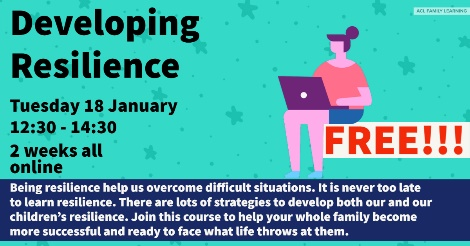 ACL FAMILY LEARNING
Developing
Resilience
Tuesday 18 January
12:30 - 14:30
2 weeks all
online
FREE!!!
Being resilience help us overcome difficult situations. It is never too late
to learn resilience. There are lots of strategies to develop both our and our
children's resilience. Join this course to help your whole family become
more successful and ready to face what life throws at them.